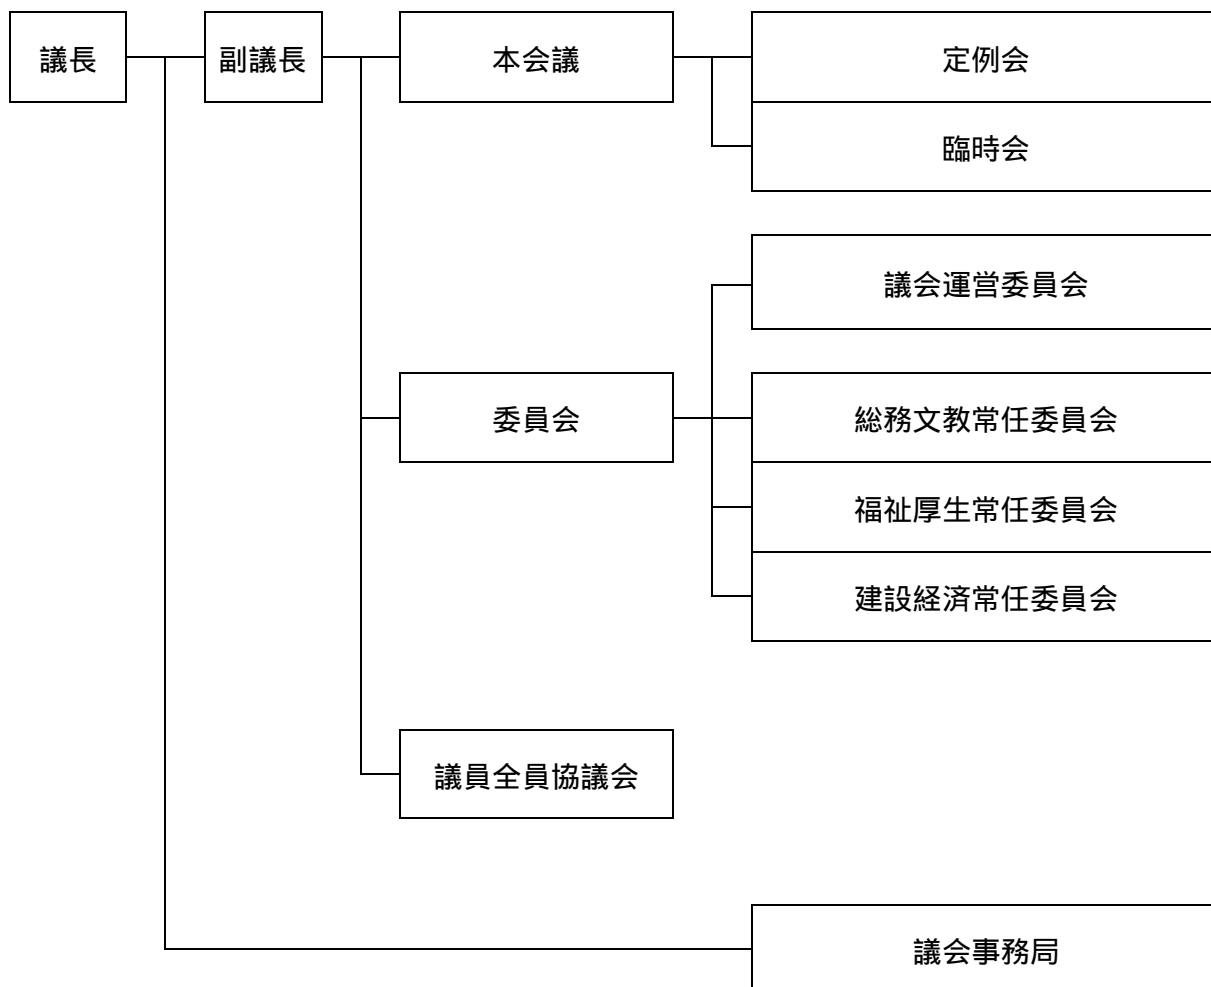 議長
副議長
本会議
定例会
臨時会
議会運営委員会
委員会
総務文教常任委員会
福祉厚生常任委員会
建設経済常任委員会
議員全員協議会
議会事務局